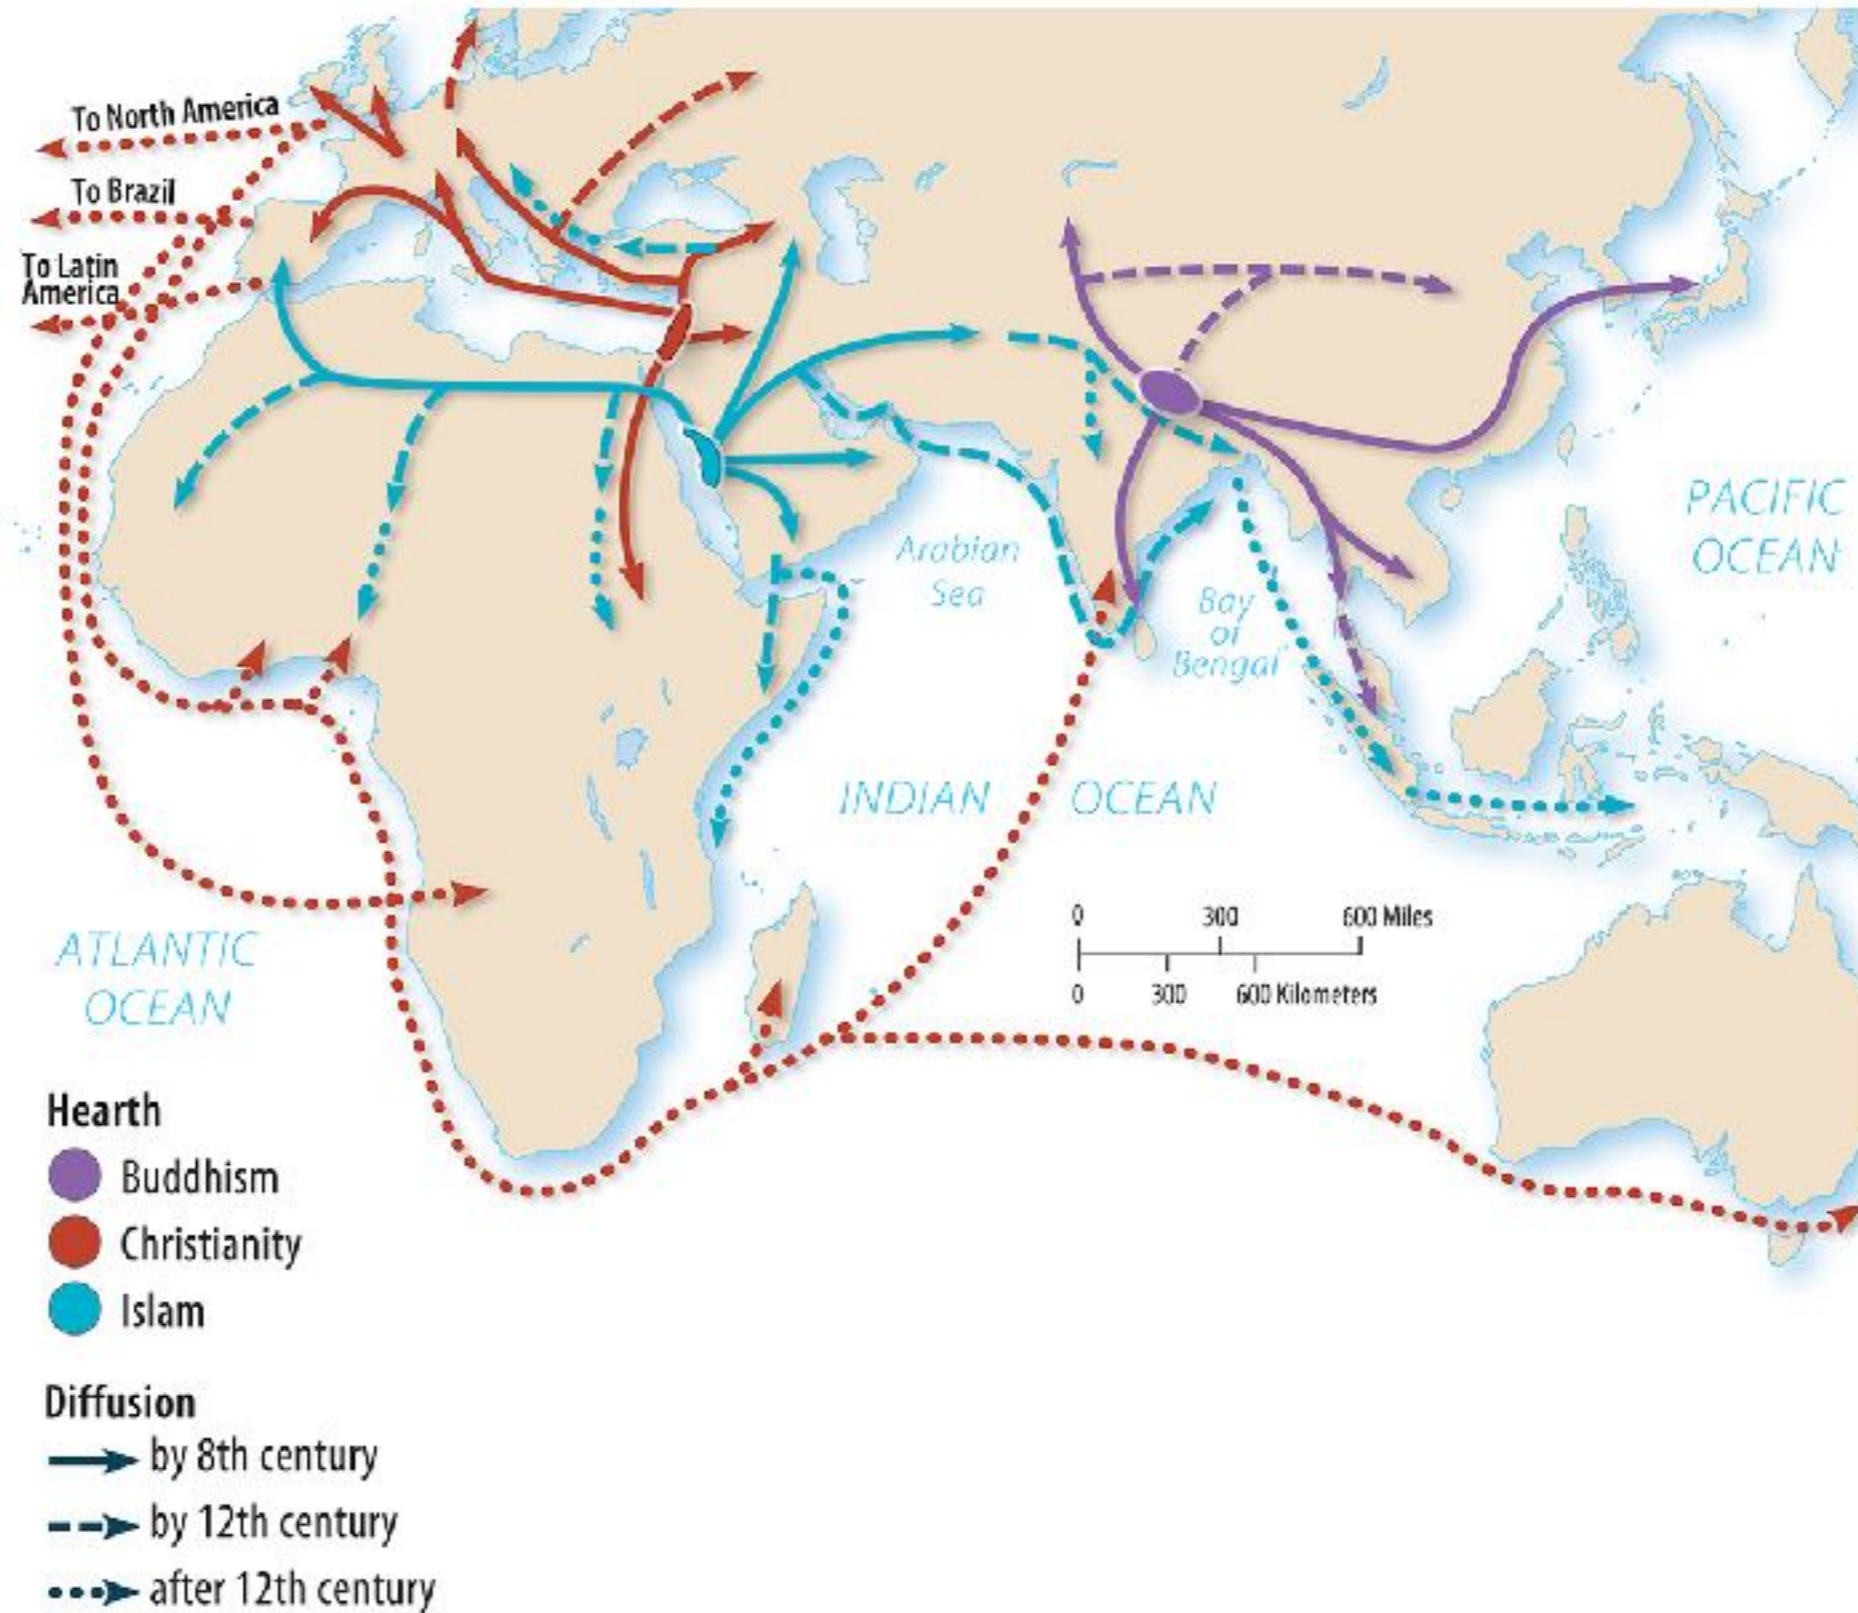 To North America
To Brazil
To Latin
America
Arabian
Sea
Bay
of
Bengal
PACIFIC
OCEAN
INDIAN OCEAN
ATLANTIC
OCEAN
0 300 600 Miles
0 300 600 Kilometers
Hearth
Buddhism
Christianity
Islam
Diffusion
by 8th century
by 12th century
after 12th century